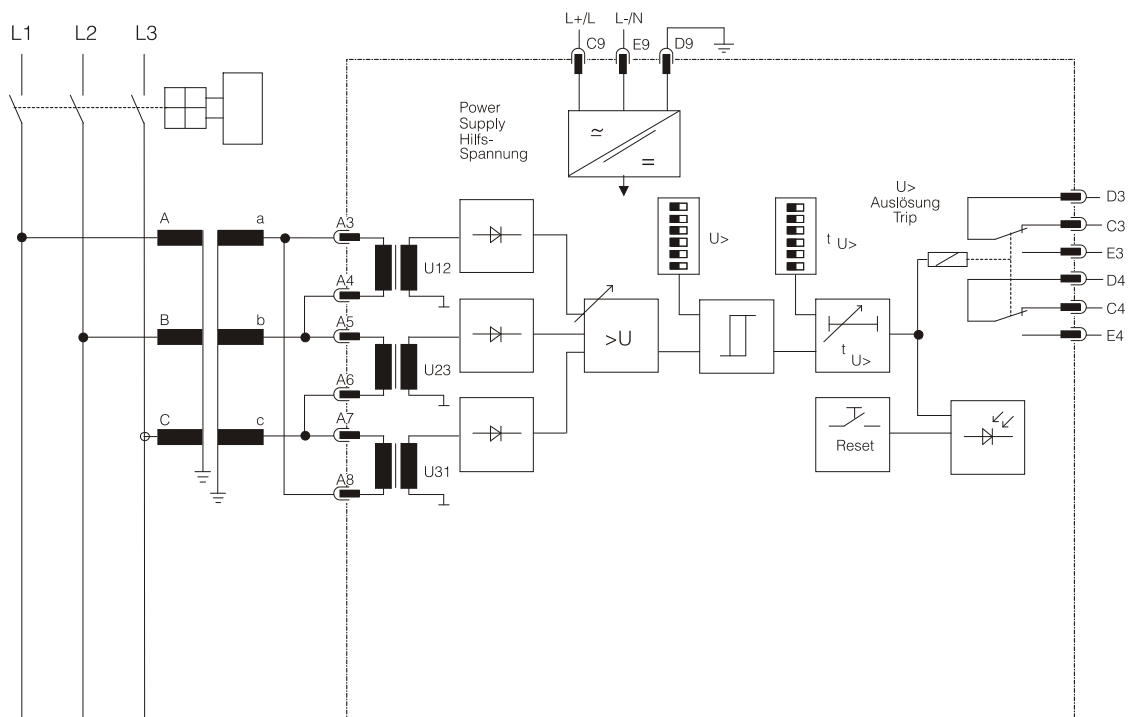 L1
L2
L3
L+/L
L-/N
C9
E9
D9
Power
Supply
Hilfs-
Spannung
≃
=
U>
Auslösung
Trip
D3
C3
E3
D4
C4
E4
A
a
A3
U12
U>
t U>
A4
B
b
A5
>U
t U>
U23
A6
C
c
A7
Reset
U31
A8